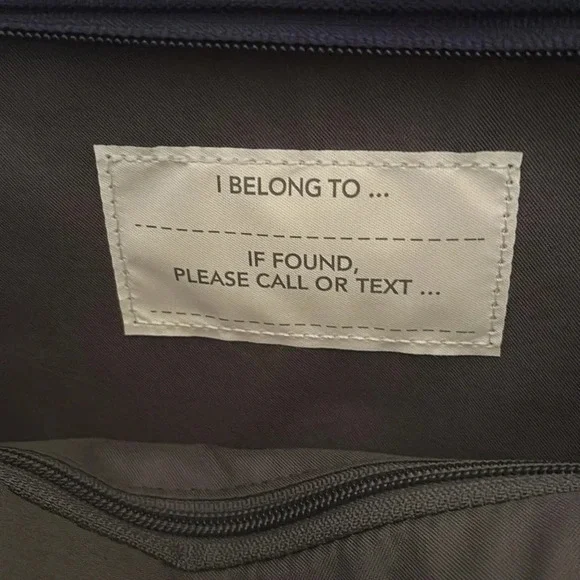 I BELONG TO ...
IF FOUND,
PLEASE CALL OR TEXT ...